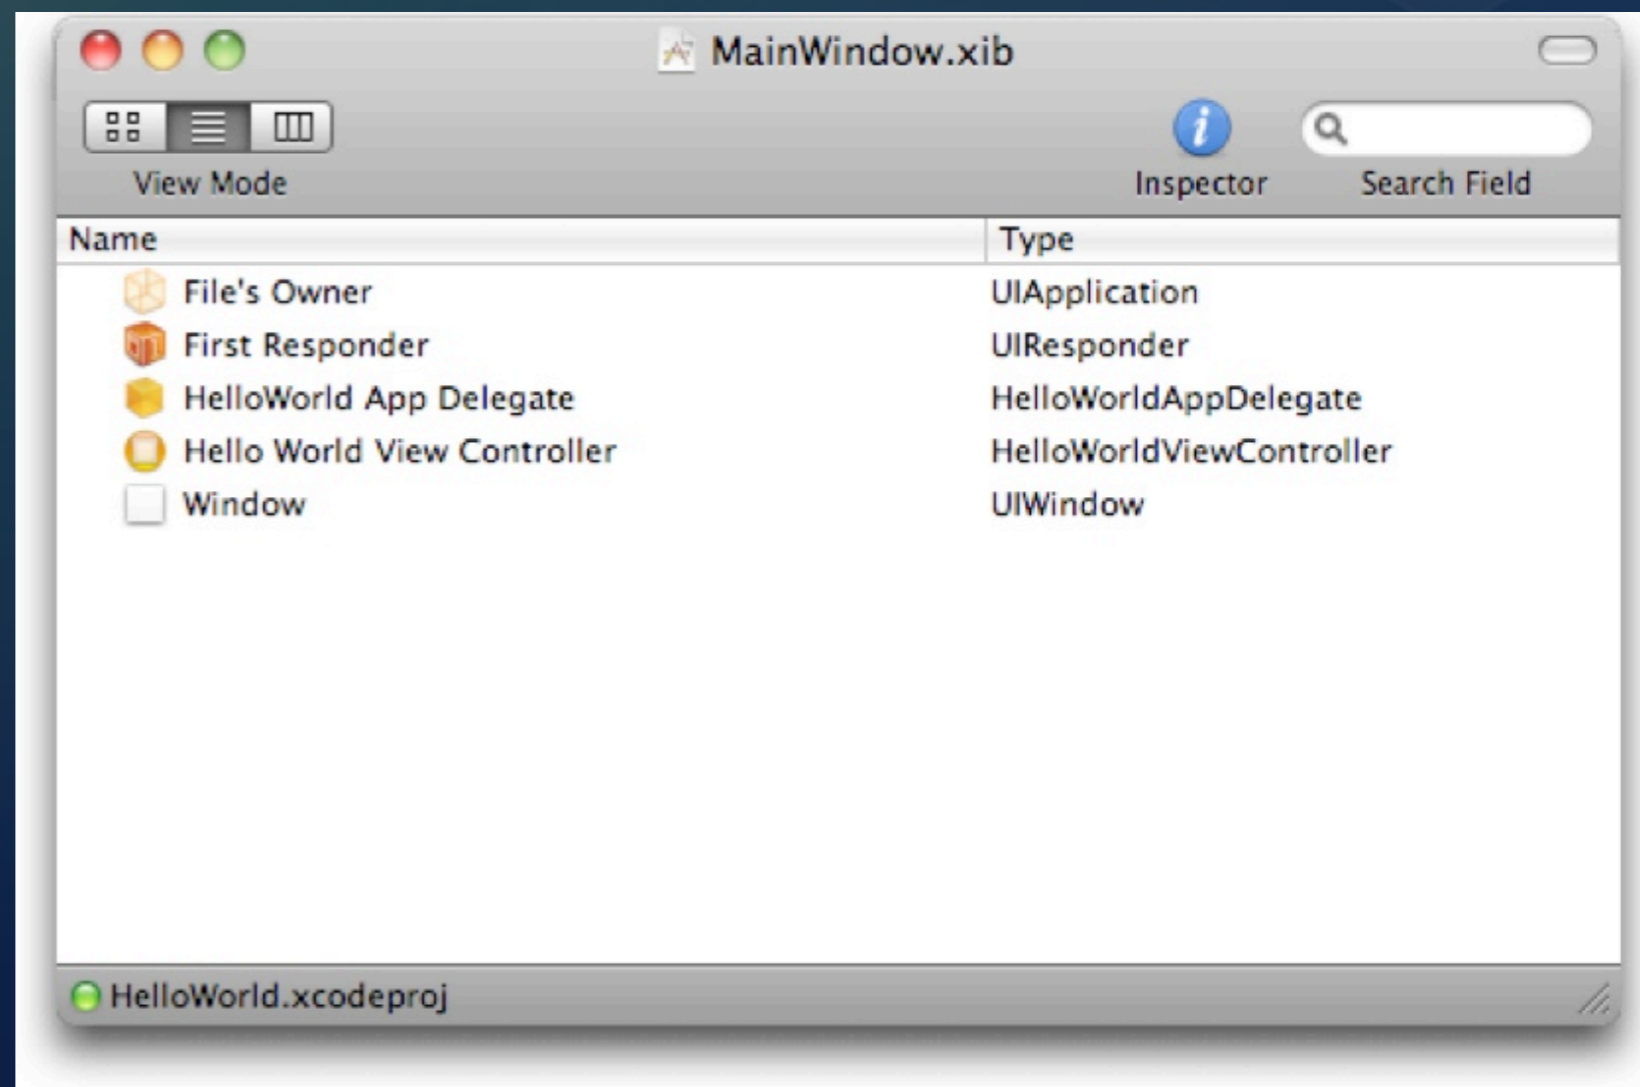 MainWindow.xib
View Mode
Inspector
Search Field
Name Type
File's Owner UIApplication
First Responder UIResponder
HelloWorld App Delegate HelloWorldAppDelegate
Hello World View Controller HelloWorldViewController
Window UIWindow
HelloWorld.xcodeproj